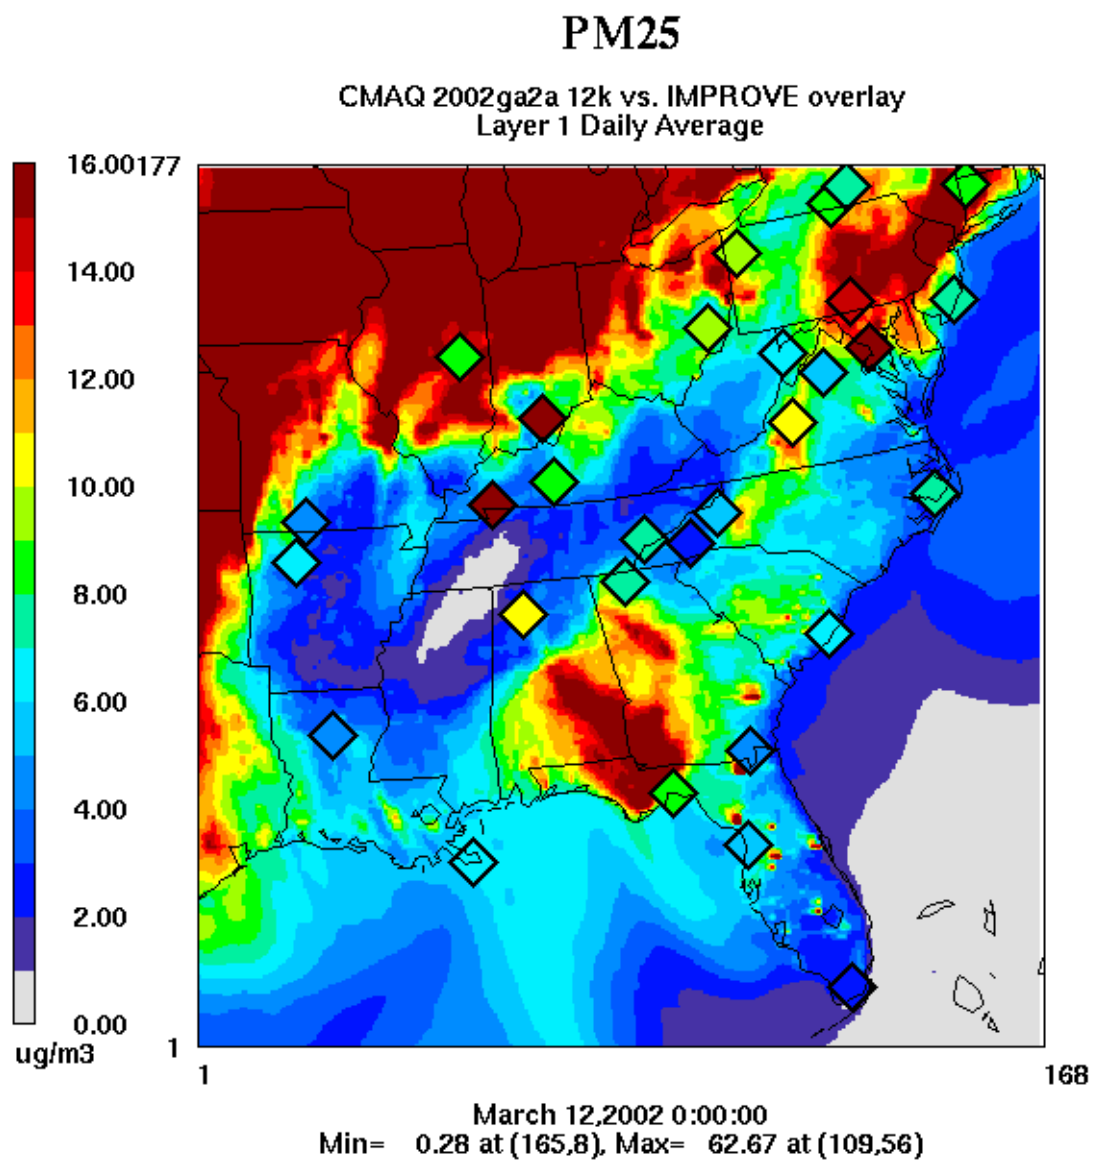 PM25
CMAQ 2002ga2a 12k vs. IMPROVE overlay
Layer 1 Daily Average
16.00
177
14.00
12.00
10.00
8.00
6.00
4.00
2.00
0.00
ug/m3
1
1
168
March 12,2002 0:00:00
Min= 0.28 at (165,8), Max= 62.67 at (109,56)